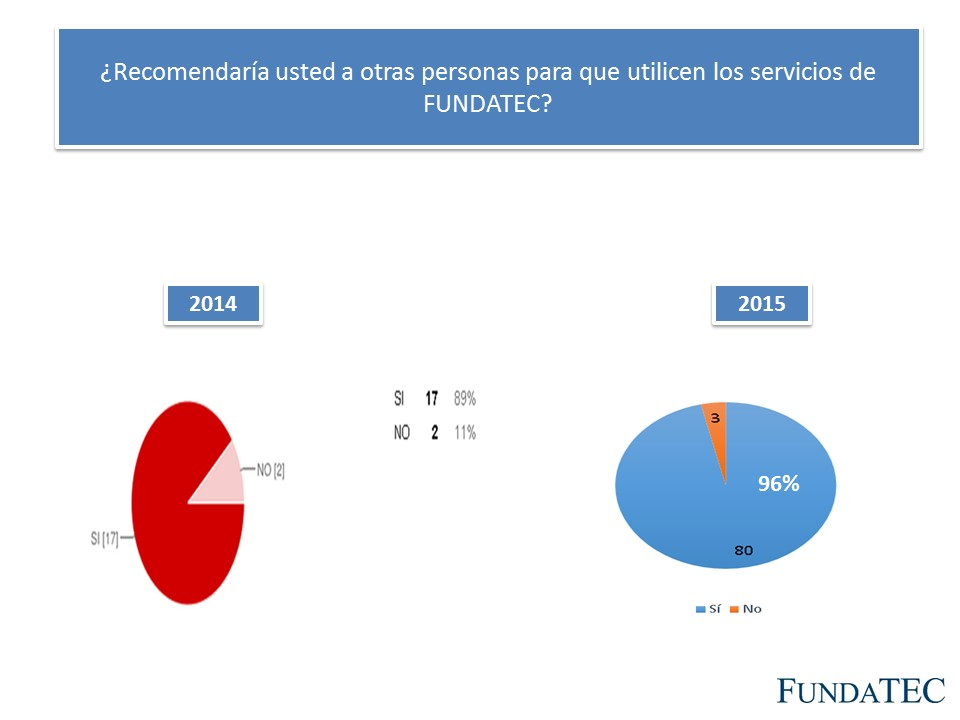 ¿Recomendaría usted a otras personas para que utilicen los servicios de
FUNDATEC?
2014
2015
SI 17 89%
NO 2 11%
NO [2]
SI [17]
3
96%
80
Sí No
FUNDATEC